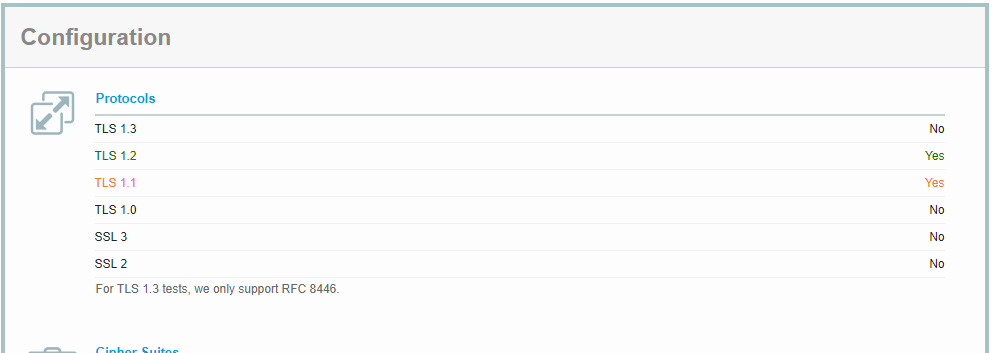 Configuration
Protocols
TLS 1.3 No
TLS 1.2 Yes
TLS 1.1 Yes
TLS 1.0 No
SSL 3 No
SSL 2 No
For TLS 1.3 tests, we only support RFC 8446.
Cipher Suites